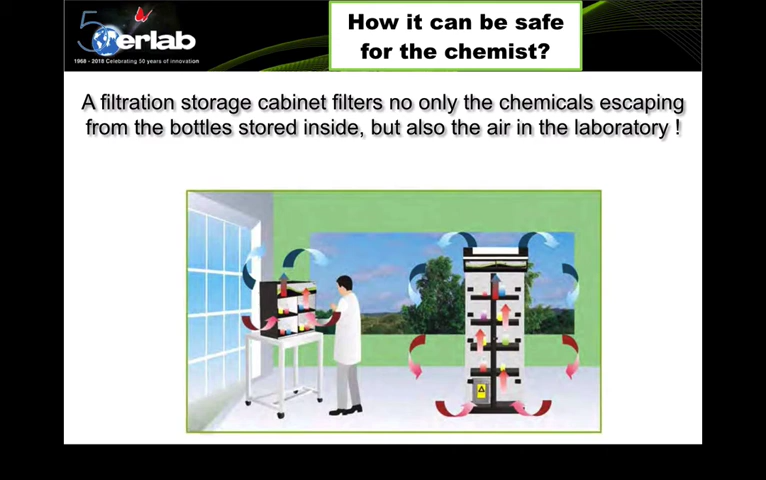 50
erlab
1968 - 2018 Celebrating 50 years of innovation
How it can be safe
for the chemist?
A filtration storage cabinet filters no only the chemicals escaping
from the bottles stored inside, but also the air in the laboratory !